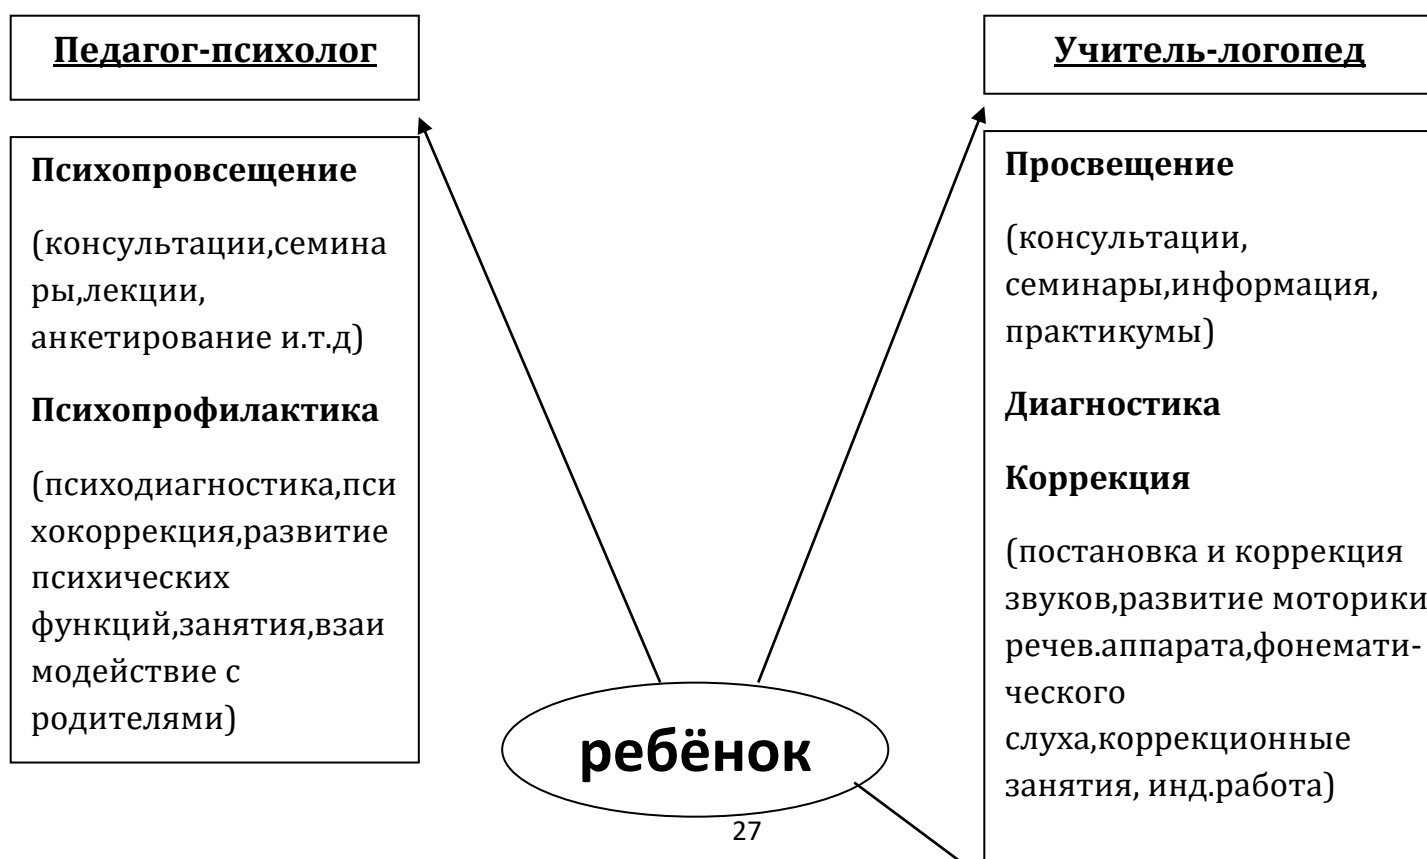 Педагог-психолог
Психопровсещение
(консультации,семина
ры,лекции,
анкетирование и.т.д)
Психопрофилактика
(психодиагностика,пси
хокоррекция,развитие
психических
функций,занятия,взаи
модействие с
родителями)
Учитель-логопед
Просвещение
(консультации,
семинары,информация,
практикумы)
Диагностика
Коррекция
(постановка и коррекция
звуков,развитие моторики
речев.аппарата,фонемати-
ческого
слуха,коррекционные
занятия, инд.работа)
ребёнок
27